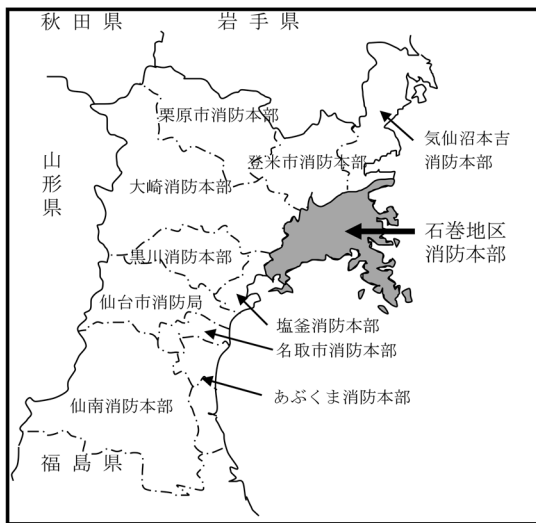 秋田県
岩手県
栗原市消防本部
気仙沼本吉
消防本部
登米市消防本部
山形県
大崎消防本部
石巻地区
消防本部
黒川消防本部
仙台市消防局
塩釜消防本部
名取市消防本部
あぶくま消防本部
仙南消防本部
福島県